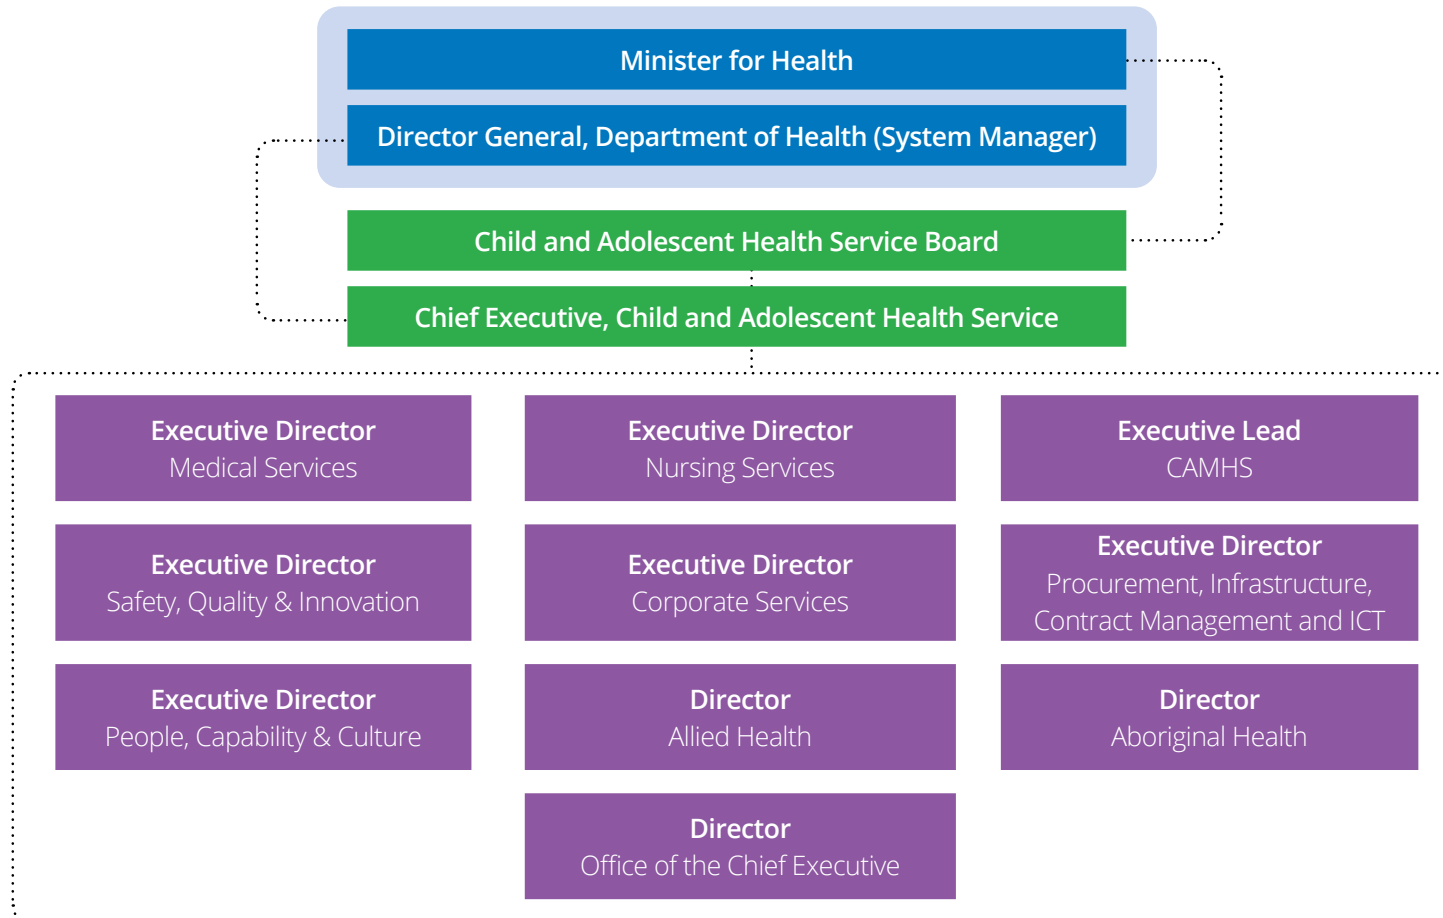 Minister for Health
Director General, Department of Health (System Manager)
Child and Adolescent Health Service Board
Chief Executive, Child and Adolescent Health Service
Executive Director
Medical Services
Executive Director
Nursing Services
Executive Lead
CAMHS
Executive Director
Safety, Quality & Innovation
Executive Director
Corporate Services
Executive Director
Procurement, Infrastructure,
Contract Management and ICT
Executive Director
People, Capability & Culture
Director
Allied Health
Director
Aboriginal Health
Director
Office of the Chief Executive